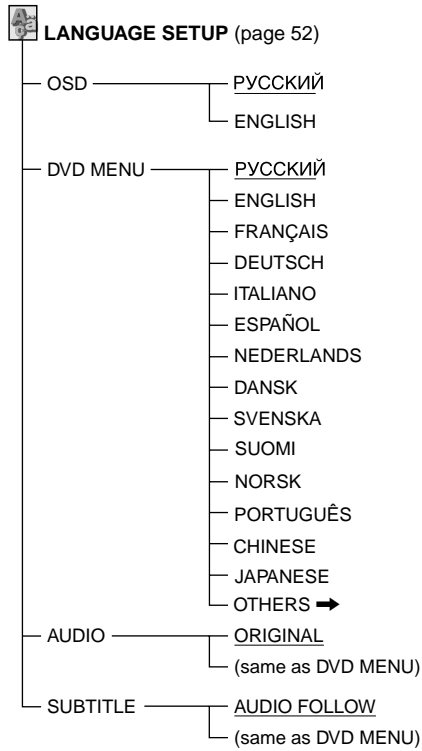 LANGUAGE SETUP (page 52)
OSD
РУССКИЙ
ENGLISH
DVD MENU
РУССКИЙ
ENGLISH
FRANÇAIS
DEUTSCH
ITALIANO
ESPAÑOL
NEDERLANDS
DANSK
SVENSKA
SUOMI
NORSK
PORTUGUÊS
CHINESE
JAPANESE
OTHERS ➡
AUDIO
ORIGINAL
(same as DVD MENU)
SUBTITLE
AUDIO FOLLOW
(same as DVD MENU)